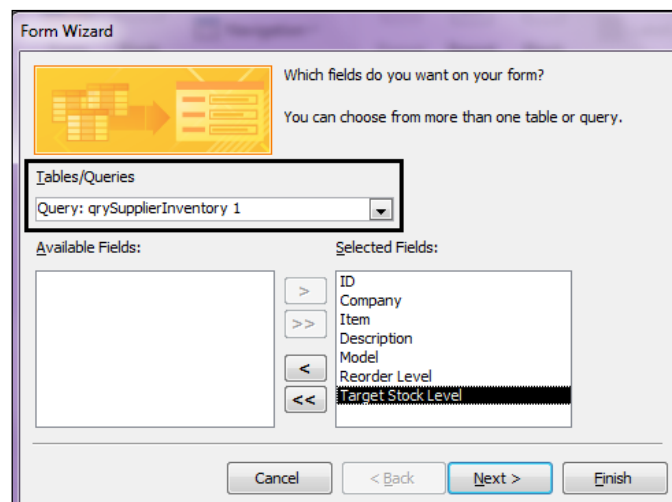 Form Wizard
Which fields do you want on your form?
You can choose from more than one table or query.
Tables/Queries
Query: qrySupplierInventory 1
Available Fields:
Selected Fields:
>
>>
<
<<
ID
Company
Item
Description
Model
Reorder Level
Target Stock Level
Cancel
< Back
Next >
Finish